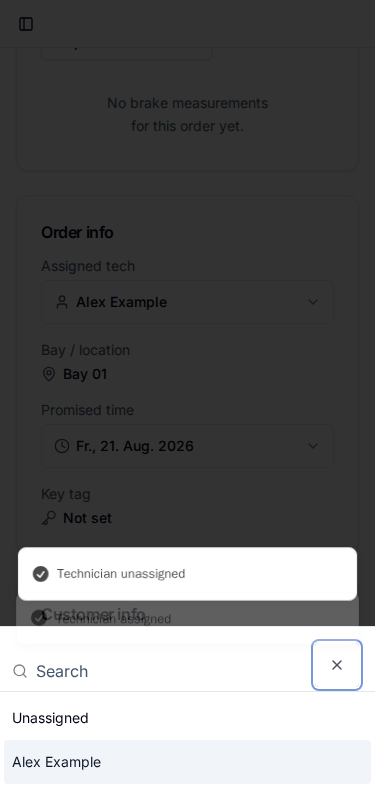 No brake measurements
for this order yet.
Order info
Assigned tech
Alex Example
Bay / location
Bay 01
Promised time
Fr., 21. Aug. 2026
Key tag
Not set
Technician unassigned
Customer info
Technician assigned
Search
Unassigned
Alex Example